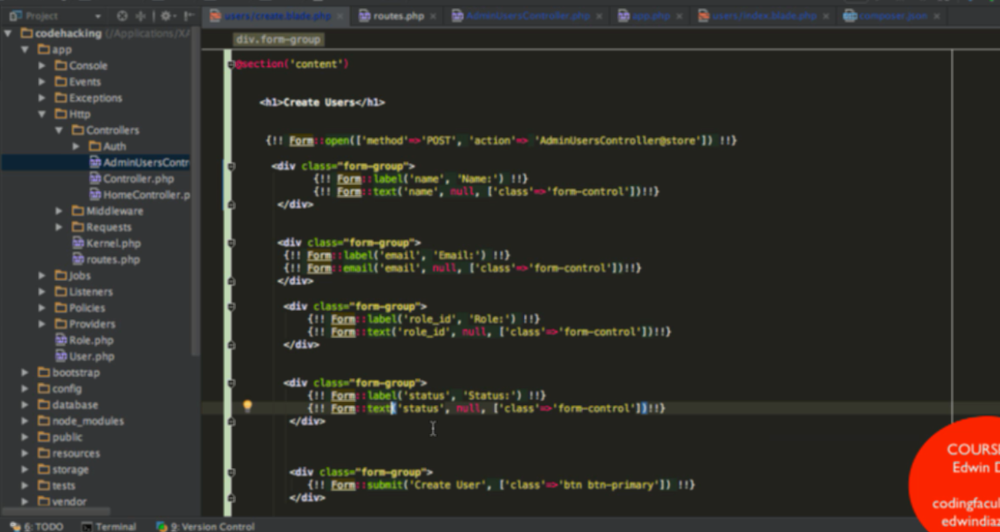 Project
users/create.blade.php
routes.php
AdminUsersController.php
app.php
users/index.blade.php
composer.json
codehacking (/Applications/XA
app
Console
Events
Exceptions
Http
Controllers
Auth
AdminUsersContr
Controller.php
HomeController.p
Middleware
Requests
Kernel.php
routes.php
Jobs
Listeners
Policies
Providers
Role.php
User.php
bootstrap
config
database
node_modules
public
resources
storage
tests
vendor
div.form-group
@section('content')
<h1>Create Users</h1>
{!! Form::open(['method'=>'POST', 'action'=> 'AdminUsersController@store']) !!}
<div class="form-group">
{!! Form::label('name', 'Name:') !!}
{!! Form::text('name', null, ['class'=>'form-control'])!!}
</div>
<div class="form-group">
{!! Form::label('email', 'Email:') !!}
{!! Form::email('email', null, ['class'=>'form-control'])!!}
</div>
<div class="form-group">
{!! Form::label('role_id', 'Role:') !!}
{!! Form::text('role_id', null, ['class'=>'form-control'])!!}
</div>
<div class="form-group">
{!! Form::label('status', 'Status:') !!}
{!! Form::text('status', null, ['class'=>'form-control'])!!}
</div>
<div class="form-group">
{!! Form::submit('Create User', ['class'=>'btn btn-primary']) !!}
</div>
COURS
Edwin D
codingfacul
edwindiaz
6: TODO
Terminal
9: Version Control